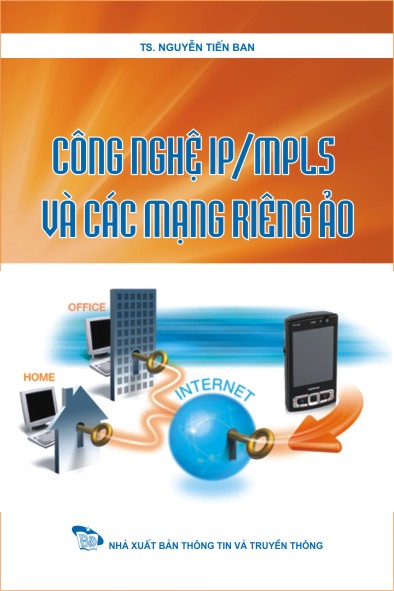 TS. NGUYỄN TIẾN BAN
CÔNG NGHỆ IP/MPLS
VÀ CÁC MẠNG RIÊNG ẢO
OFFICE
HOME
INTERNET
NHÀ XUẤT BẢN THÔNG TIN VÀ TRUYỀN THÔNG